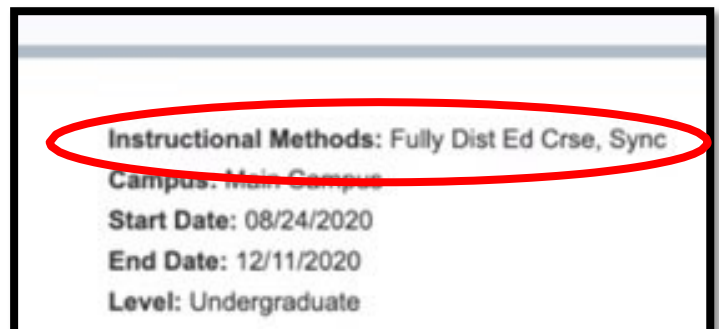 Instructional Methods: Fully Dist Ed Crse, Sync
Campus: Main Campus
Start Date: 08/24/2020
End Date: 12/11/2020
Level: Undergraduate